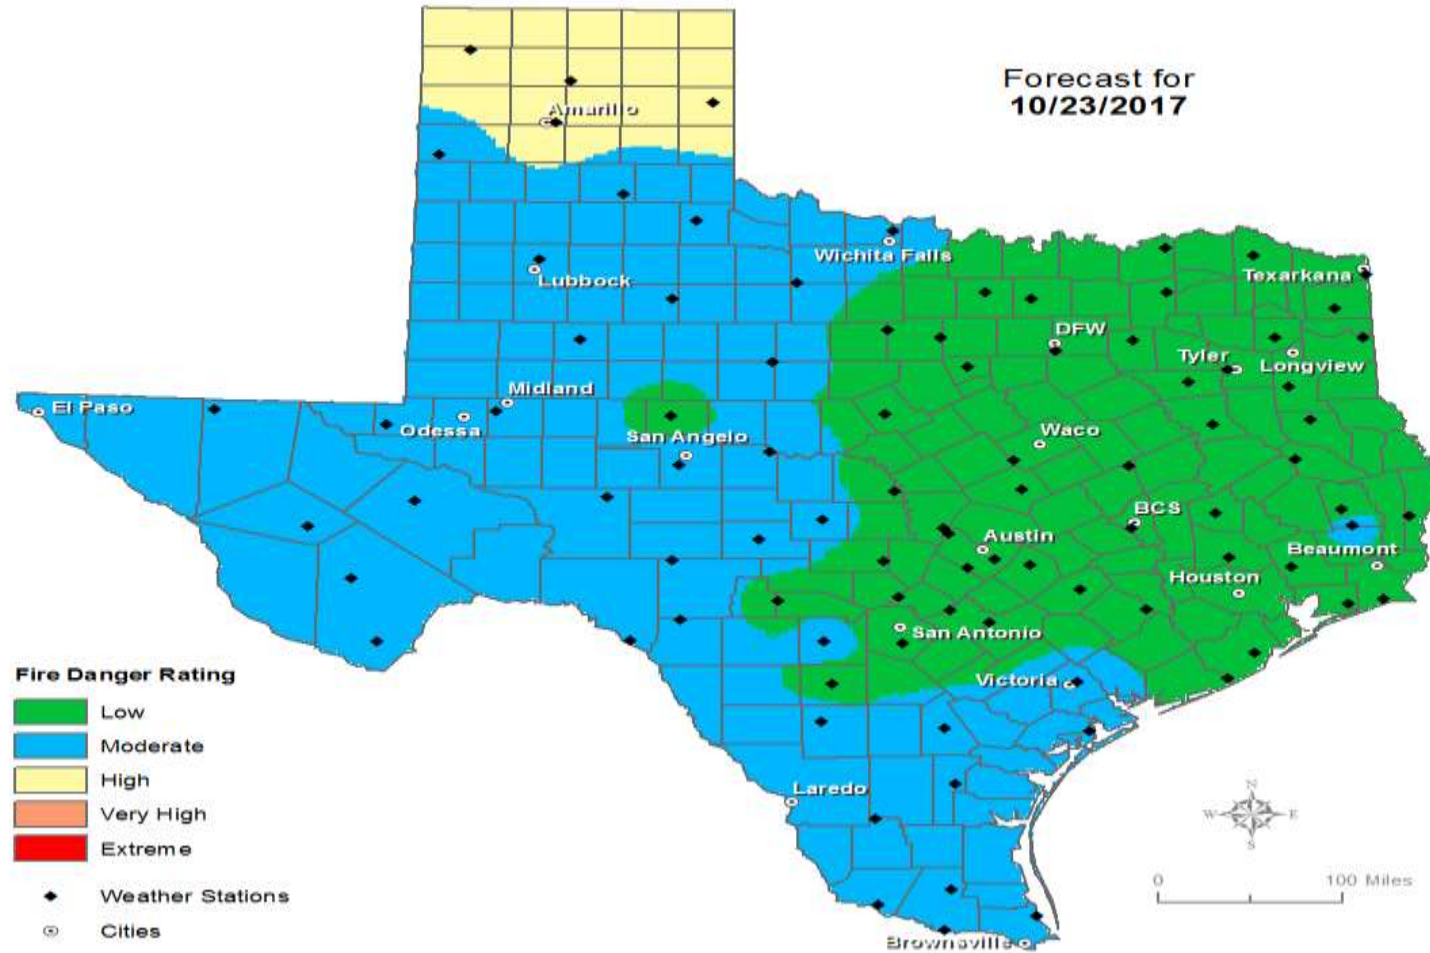 Forecast for
10/23/2017
Amarillo
Wichita Falls
Lubbock
Texarkana
DFW
Tyler
Longview
Midland
El Paso
Odessa
San Angelo
Waco
BCS
Austin
Beaumont
Houston
San Antonio
Victoria
Laredo
Brownsville
Fire Danger Rating
Low
Moderate
High
Very High
Extreme
Weather Stations
Cities
N
W
E
S
0 100 Miles